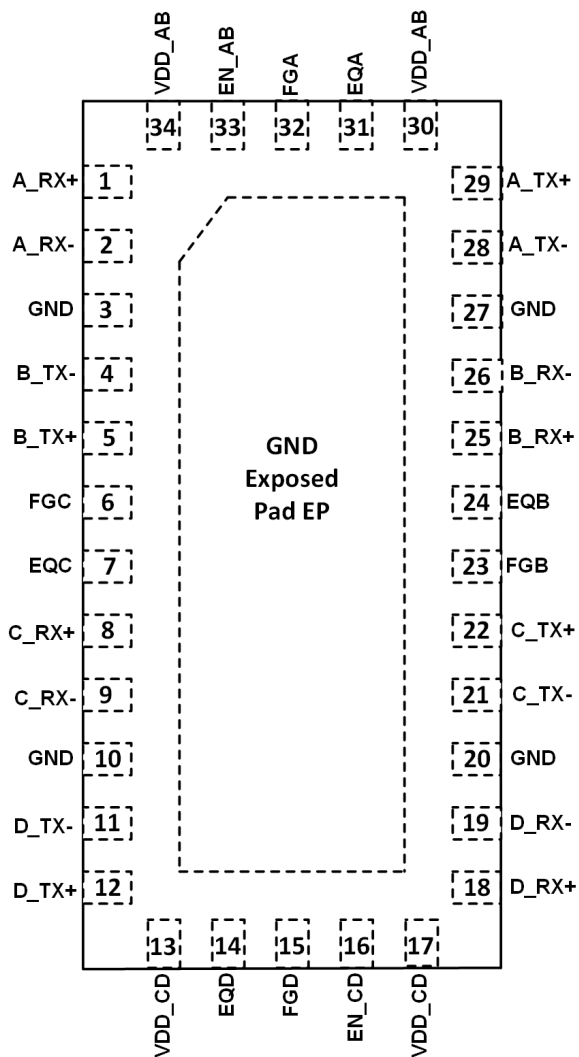 VDD_AB
EN_AB
FGA
EQA
VDD_AB
34
33
32
31
30
A_RX+ 1
29 A_TX+
A_RX- 2
28 A_TX-
GND 3
27 GND
B_TX- 4
26 B_RX-
B_TX+ 5
25 B_RX+
FGC 6
24 EQB
EQC 7
23 FGB
C_RX+ 8
22 C_TX+
C_RX- 9
21 C_TX-
GND 10
20 GND
D_TX- 11
19 D_RX-
D_TX+ 12
18 D_RX+
GND
Exposed
Pad EP
13
14
15
16
17
VDD_CD
EQD
FGD
EN_CD
VDD_CD